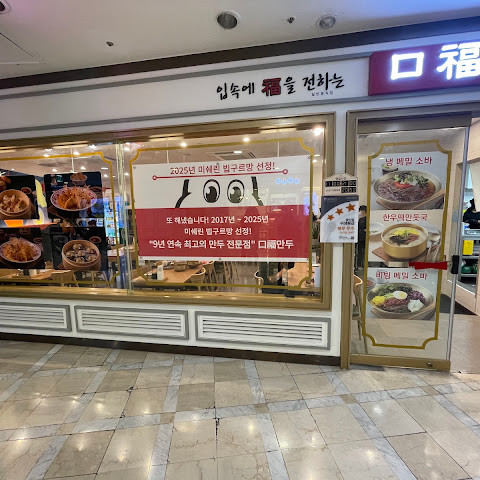 입속에 福을 전하는
口福
2025년 미쉐린 빕구르망 선정!
또 해냈습니다! 2017년 ~ 2025년
미쉐린 빕구르망 선정!
"9년 연속 최고의 만두 전문점" 口福만두
냉 메밀 소바
한우떡만둣국
비빔 메밀 소바